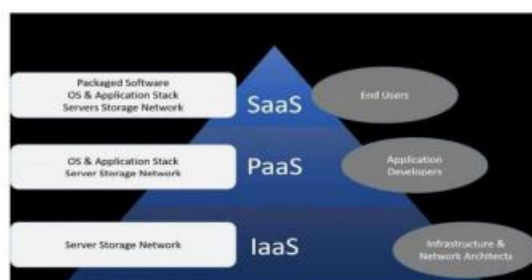 Packaged Software
OS & Application Stack
Servers Storage Network
SaaS
End Users
OS & Application Stack
Server Storage Network
PaaS
Application
Developers
Server Storage Network
IaaS
Infrastructure &
Network Architects